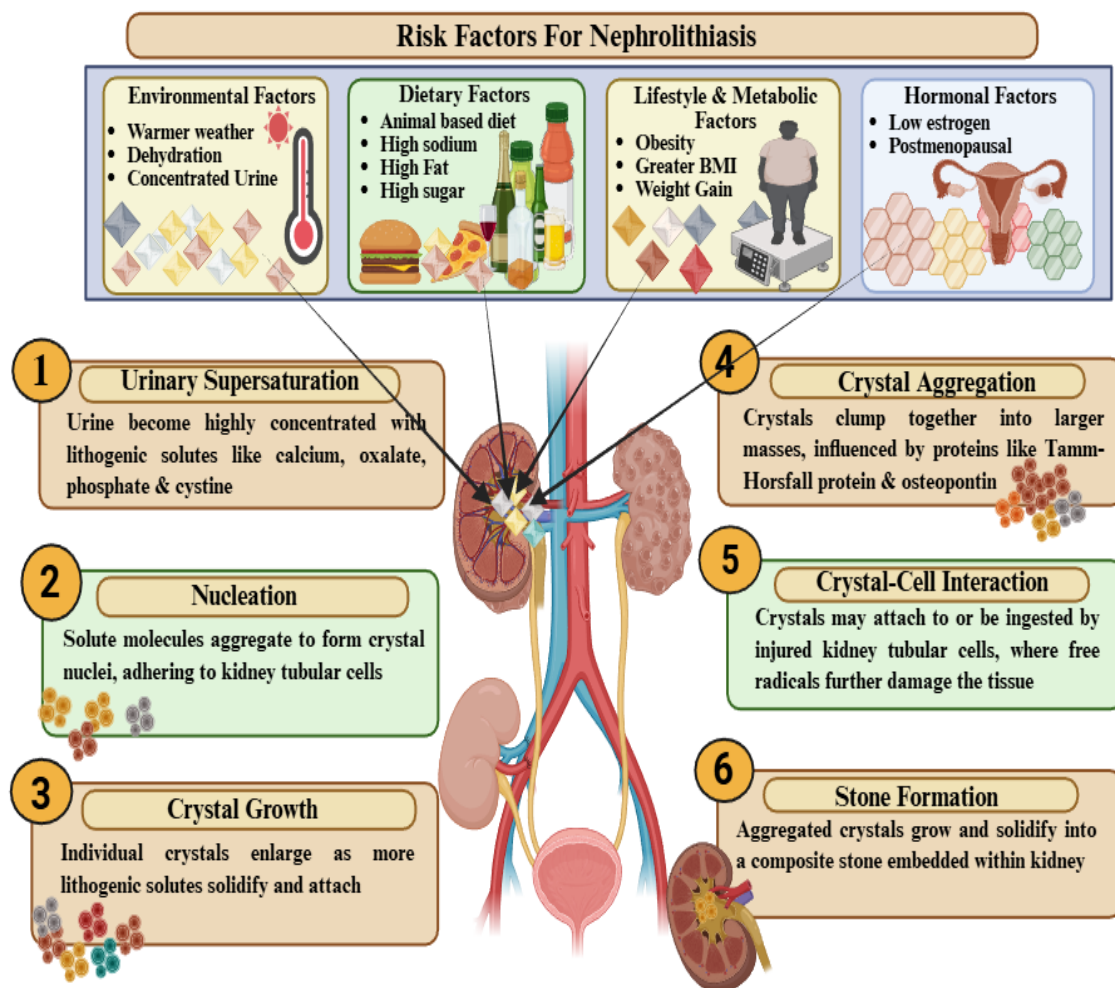 Risk Factors For Nephrolithiasis
Environmental Factors
• Warmer weather
• Dehydration
• Concentrated Urine
Dietary Factors
• Animal based diet
• High sodium
• High Fat
• High sugar
Lifestyle & Metabolic
Factors
• Obesity
• Greater BMI
• Weight Gain
Hormonal Factors
• Low estrogen
• Postmenopausal
1
Urinary Supersaturation
Urine become highly concentrated with
lithogenic solutes like calcium, oxalate,
phosphate & cystine
2
Nucleation
Solute molecules aggregate to form crystal
nuclei, adhering to kidney tubular cells
3
Crystal Growth
Individual crystals enlarge as more
lithogenic solutes solidify and attach
4
Crystal Aggregation
Crystals clump together into larger
masses, influenced by proteins like Tamm-
Horsfall protein & osteopontin
5
Crystal-Cell Interaction
Crystals may attach to or be ingested by
injured kidney tubular cells, where free
radicals further damage the tissue
6
Stone Formation
Aggregated crystals grow and solidify into
a composite stone embedded within kidney